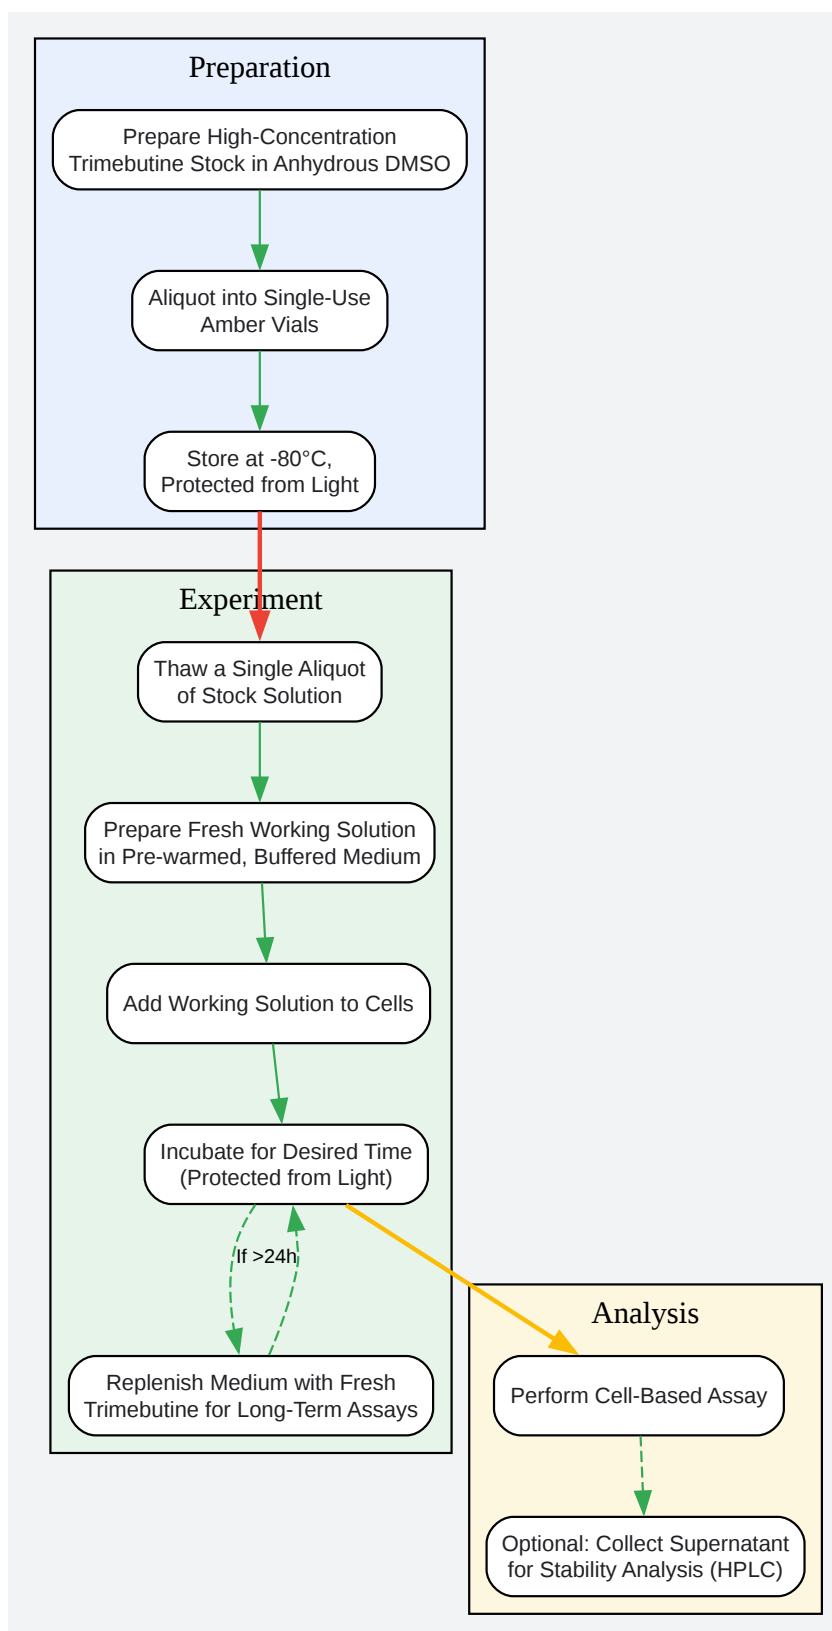 Preparation
Prepare High-Concentration
Trimebutine Stock in Anhydrous DMSO
Aliquot into Single-Use
Amber Vials
Store at -80°C,
Protected from Light
Experiment
Thaw a Single Aliquot
of Stock Solution
Prepare Fresh Working Solution
in Pre-warmed, Buffered Medium
Add Working Solution to Cells
Incubate for Desired Time
(Protected from Light)
If >24h
Replenish Medium with Fresh
Trimebutine for Long-Term Assays
Analysis
Perform Cell-Based Assay
Optional: Collect Supernatant
for Stability Analysis (HPLC)